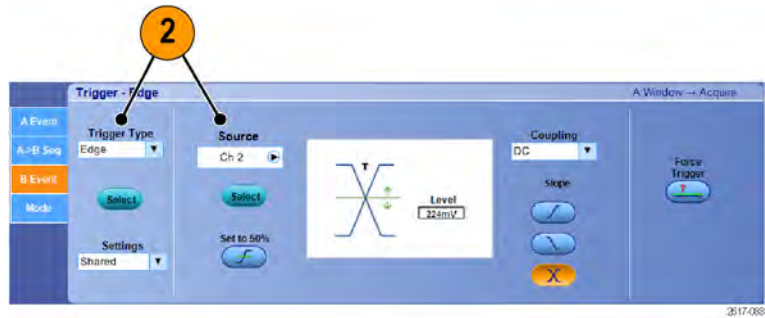 2
Trigger - Edge
A Window → Acquire
A Event
A->B Seq
B Event
Mode
Trigger Type
Edge
Select
Settings
Shared
Source
Ch 2
Select
Set to 50%
T
Level
224mV
Coupling
DC
Slope
Force
Trigger
T
2617-088